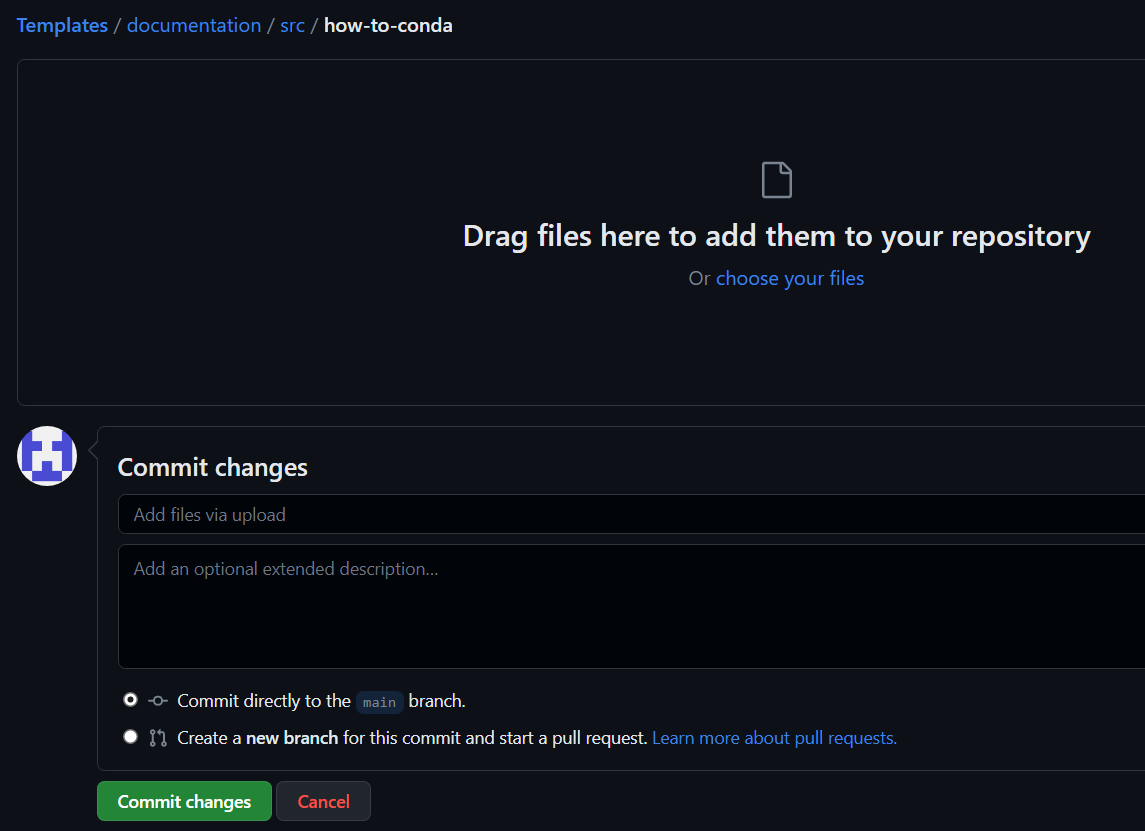 Templates / documentation / src / how-to-conda
Drag files here to add them to your repository
Or choose your files
Commit changes
Add files via upload
Add an optional extended description...
Commit directly to the main branch.
Create a new branch for this commit and start a pull request. Learn more about pull requests.
Commit changes Cancel